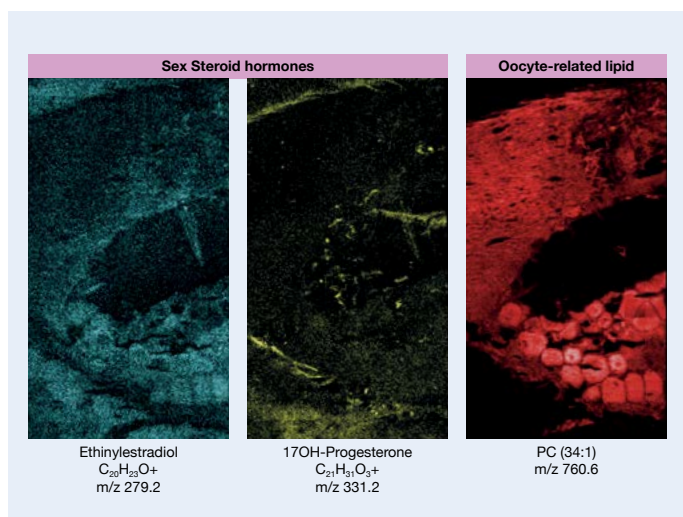 Sex Steroid hormones
Oocyte-related lipid
Ethinylestradiol
C₂₀H₂₃O+
m/z 279.2
17OH-Progesterone
C₂₁H₃₁O₃+
m/z 331.2
PC (34:1)
m/z 760.6